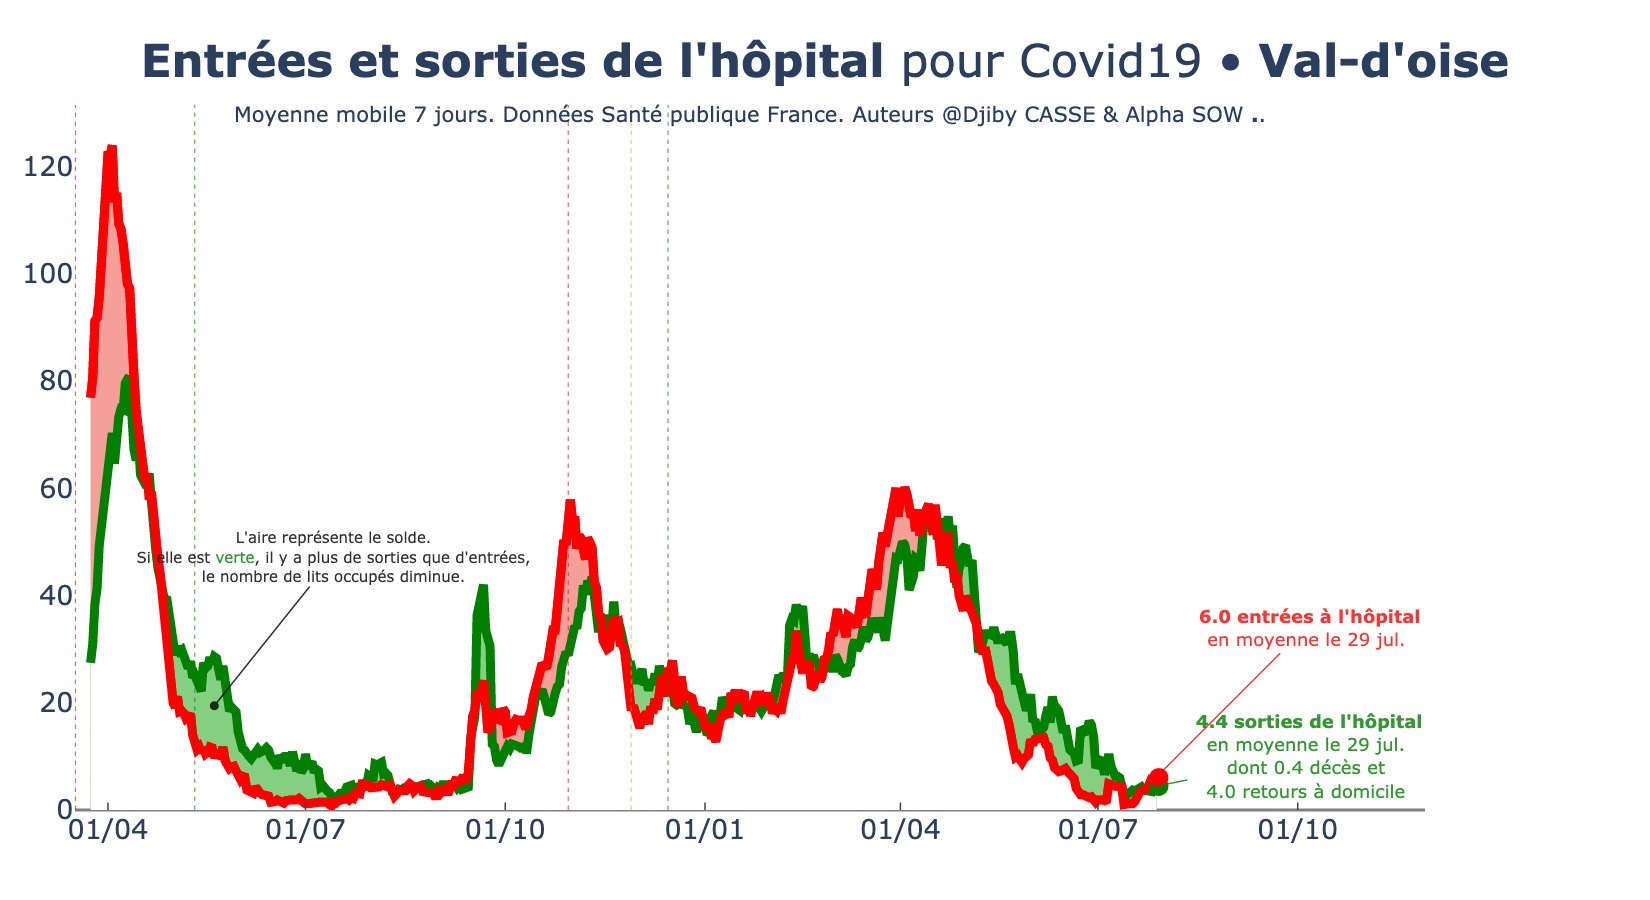 Entrées et sorties de l'hôpital pour Covid19 • Val-d'oise
Moyenne mobile 7 jours. Données Santé publique France. Auteurs @Djiby CASSE & Alpha SOW ..
120
100
80
60
40
20
0
L'aire représente le solde.
Si elle est verte, il y a plus de sorties que d'entrées,
le nombre de lits occupés diminue.
6.0 entrées à l'hôpital
en moyenne le 29 jul.
4.4 sorties de l'hôpital
en moyenne le 29 jul.
dont 0.4 décès et
4.0 retours à domicile
01/04 01/07 01/10 01/01 01/04 01/07 01/10